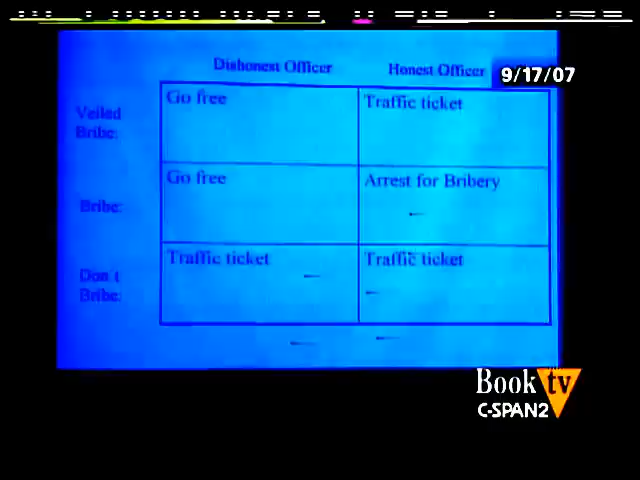 Dishonest Officer
Honest Officer
9/17/07
Veiled
Bribe:
Go free
Traffic ticket
Bribe:
Go free
Arrest for Bribery
Don't
Bribe:
Traffic ticket
Traffic ticket
Book tv
C-SPAN2